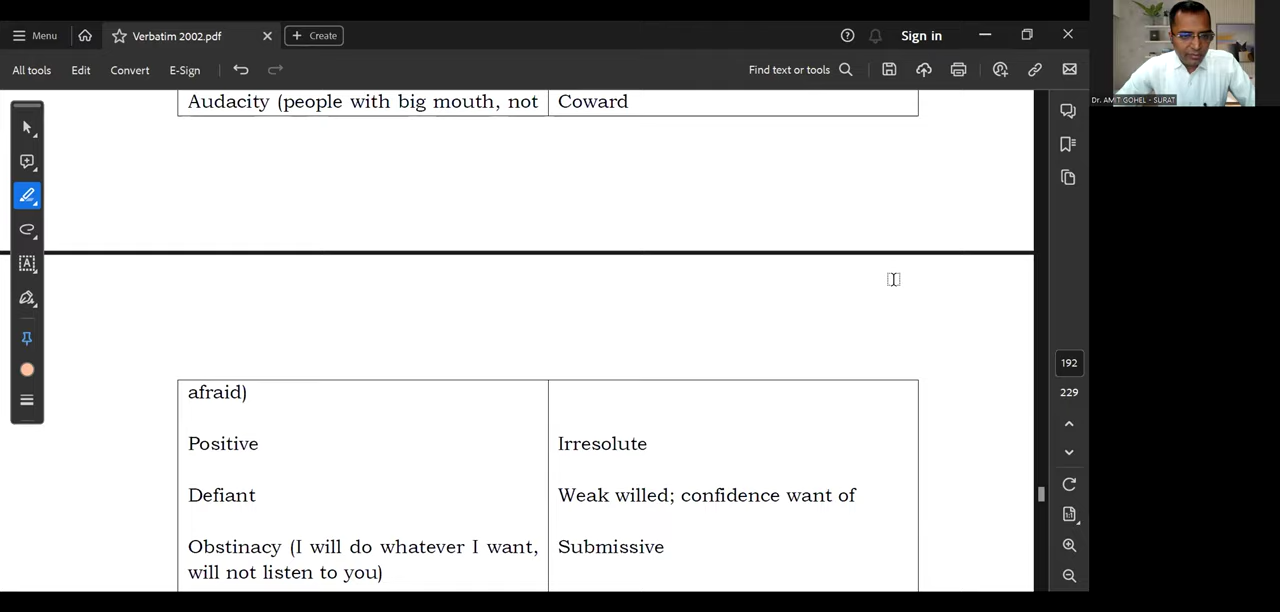 Menu
Verbatim 2002.pdf
Create
Sign in
All tools
Edit
Convert
E-Sign
Find text or tools
Dr. AMIT GOHEL - SURAT
Audacity (people with big mouth, not
Coward
192
229
afraid)
Positive
Irresolute
Defiant
Weak willed; confidence want of
Obstinacy (I will do whatever I want,
will not listen to you)
Submissive